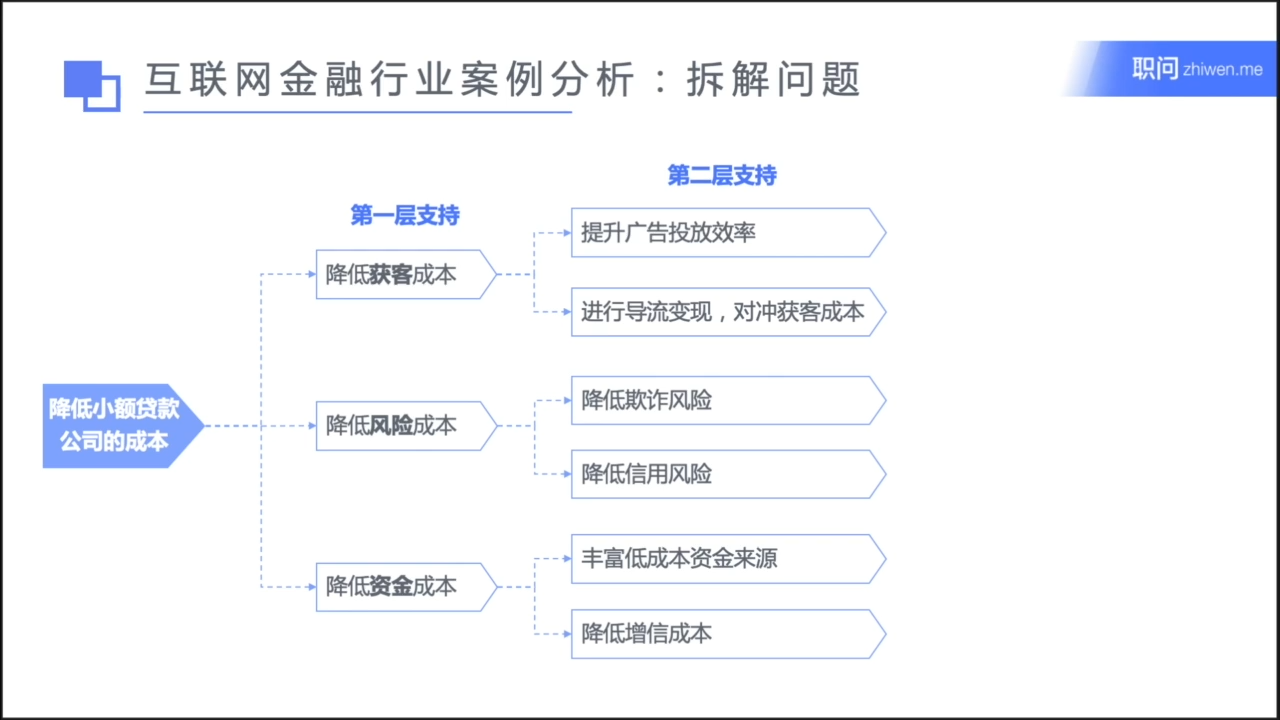 互联网金融行业案例分析：拆解问题
职问 zhiwen.me
第二层支持
第一层支持
提升广告投放效率
降低获客成本
进行导流变现，对冲获客成本
降低欺诈风险
降低小额贷款
公司的成本
降低风险成本
降低信用风险
丰富低成本资金来源
降低资金成本
降低增信成本